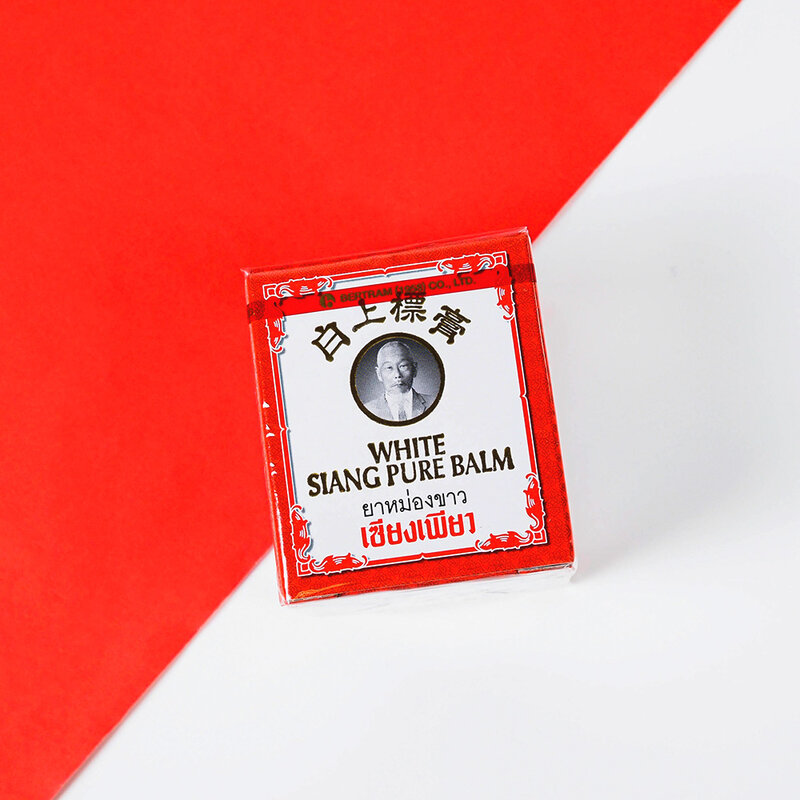 BERTRAM (1958) CO., LTD.
白上標膏
WHITE
SIANG PURE BALM
ยาหม่องขาว
เซียงเพียว